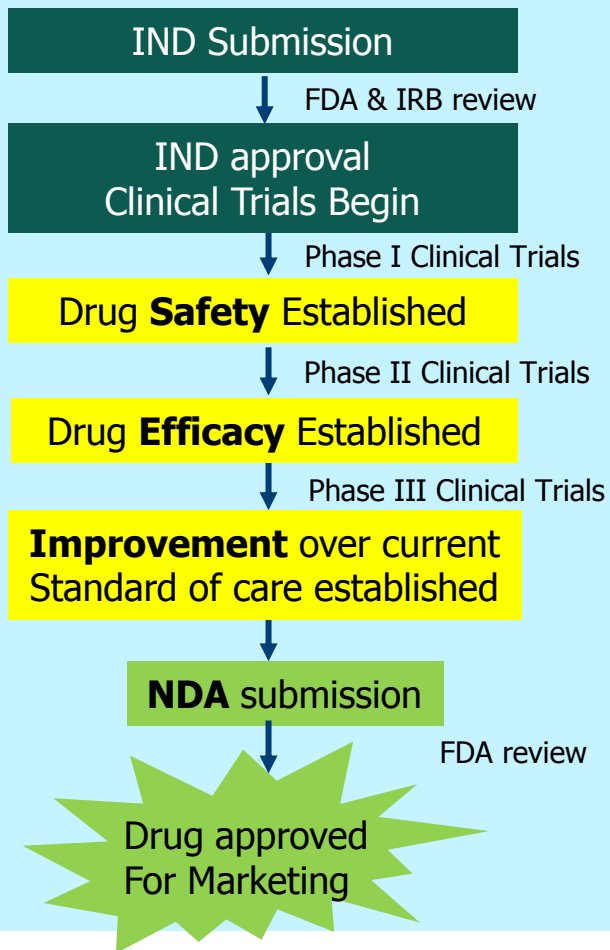 IND Submission
FDA & IRB review
IND approval
Clinical Trials Begin
Phase I Clinical Trials
Drug Safety Established
Phase II Clinical Trials
Drug Efficacy Established
Phase III Clinical Trials
Improvement over current
Standard of care established
NDA submission
FDA review
Drug approved
For Marketing